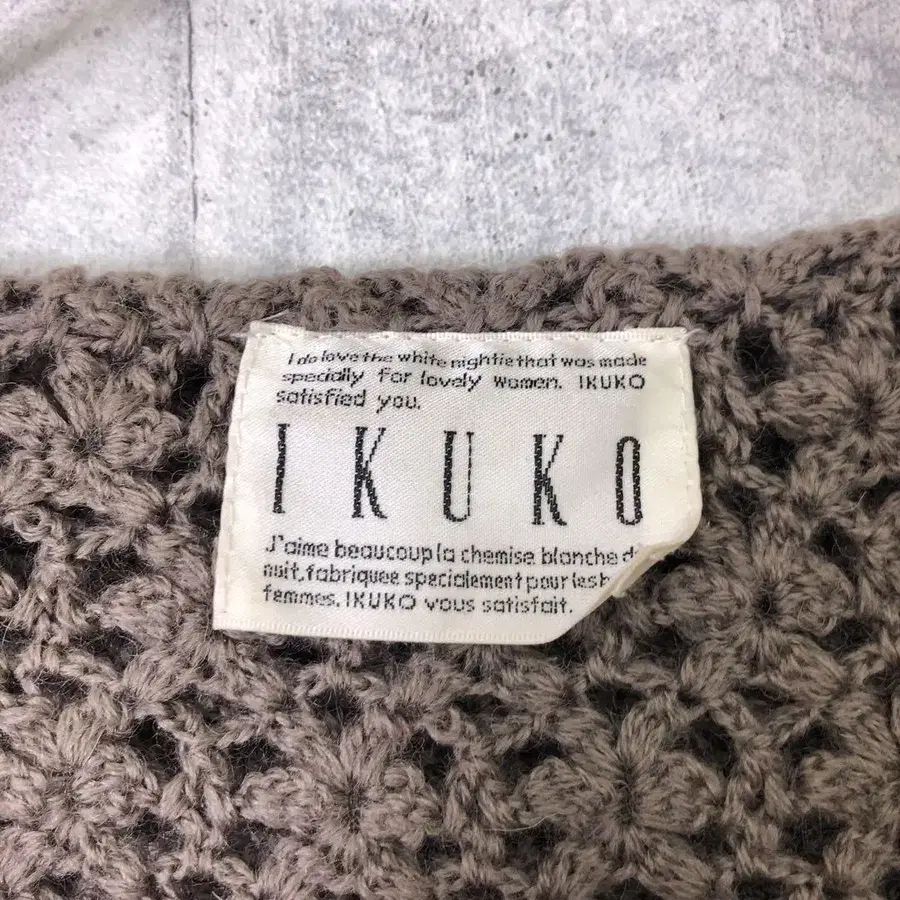 I do love the white nightie that was made
specially for lovely women. IKUKO
satisfied you.
IKUKO
J'aime beaucoup la chemise blanche
nuit, fabriquee specialement pour les
femmes. IKUKO vous satisfait.